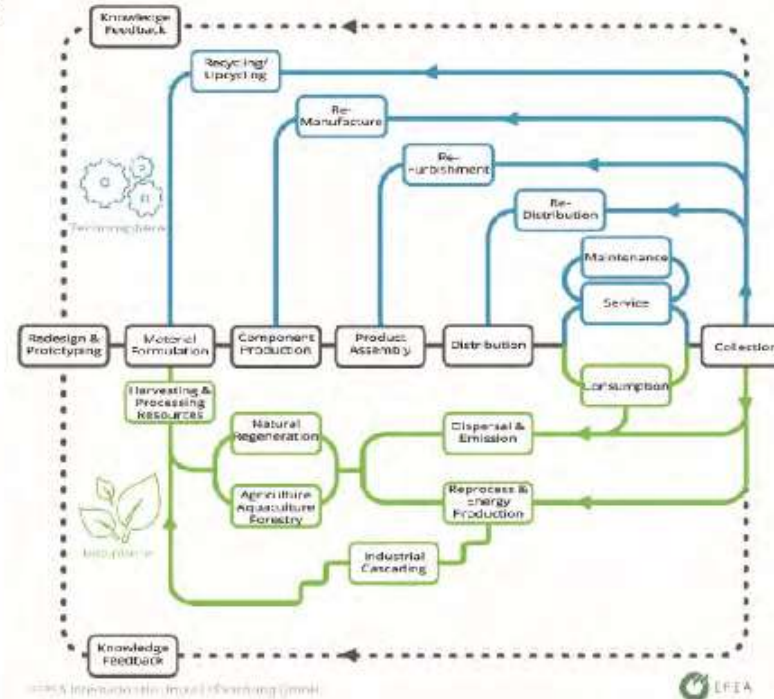 Knowledge
Feedback
Recycling/
Upcycling
Re-
Manufacture
Re-
Furbishment
Re-
Distribution
Maintenance
Service
Redesign &
Prototyping
Material
Formulation
Component
Production
Product
Assembly
Distribution
Collection
Harvesting &
Processing
Resources
Consumption
Natural
Regeneration
Dispersal &
Emission
Agriculture
Aquaculture
Forestry
Reprocess &
Energy
Production
Industrial
Cascading
Knowledge
Feedback